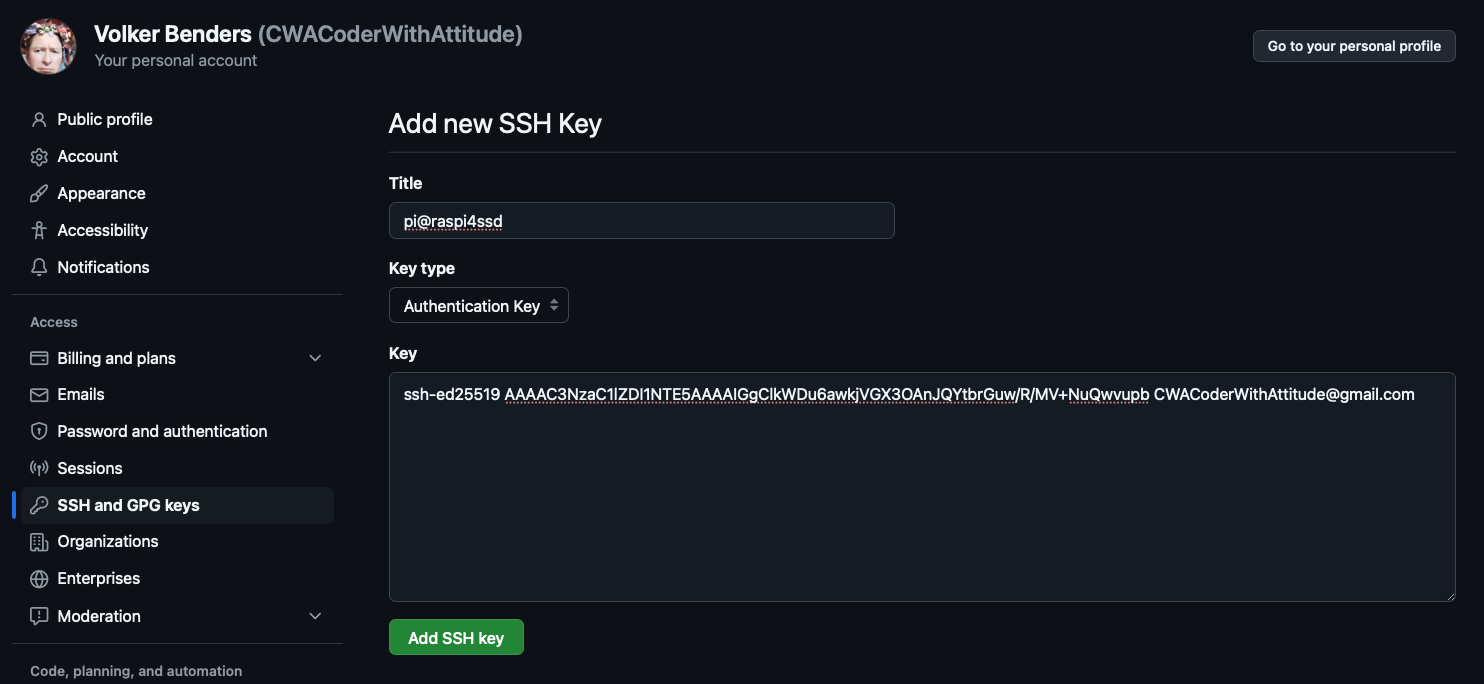 Volker Benders (CWACoderWithAttitude)
Your personal account
Go to your personal profile
Public profile
Account
Appearance
Accessibility
Notifications
Access
Billing and plans
Emails
Password and authentication
Sessions
SSH and GPG keys
Organizations
Enterprises
Moderation
Code, planning, and automation
Add new SSH Key
Title
pi@raspi4ssd
Key type
Authentication Key
Key
ssh-ed25519 AAAAC3NzaC1lZDI1NTE5AAAAIGgClkWDu6awkjVGX3OAnJQYtbrGuw/R/MV+NuQwvupb CWACoderWithAttitude@gmail.com
Add SSH key